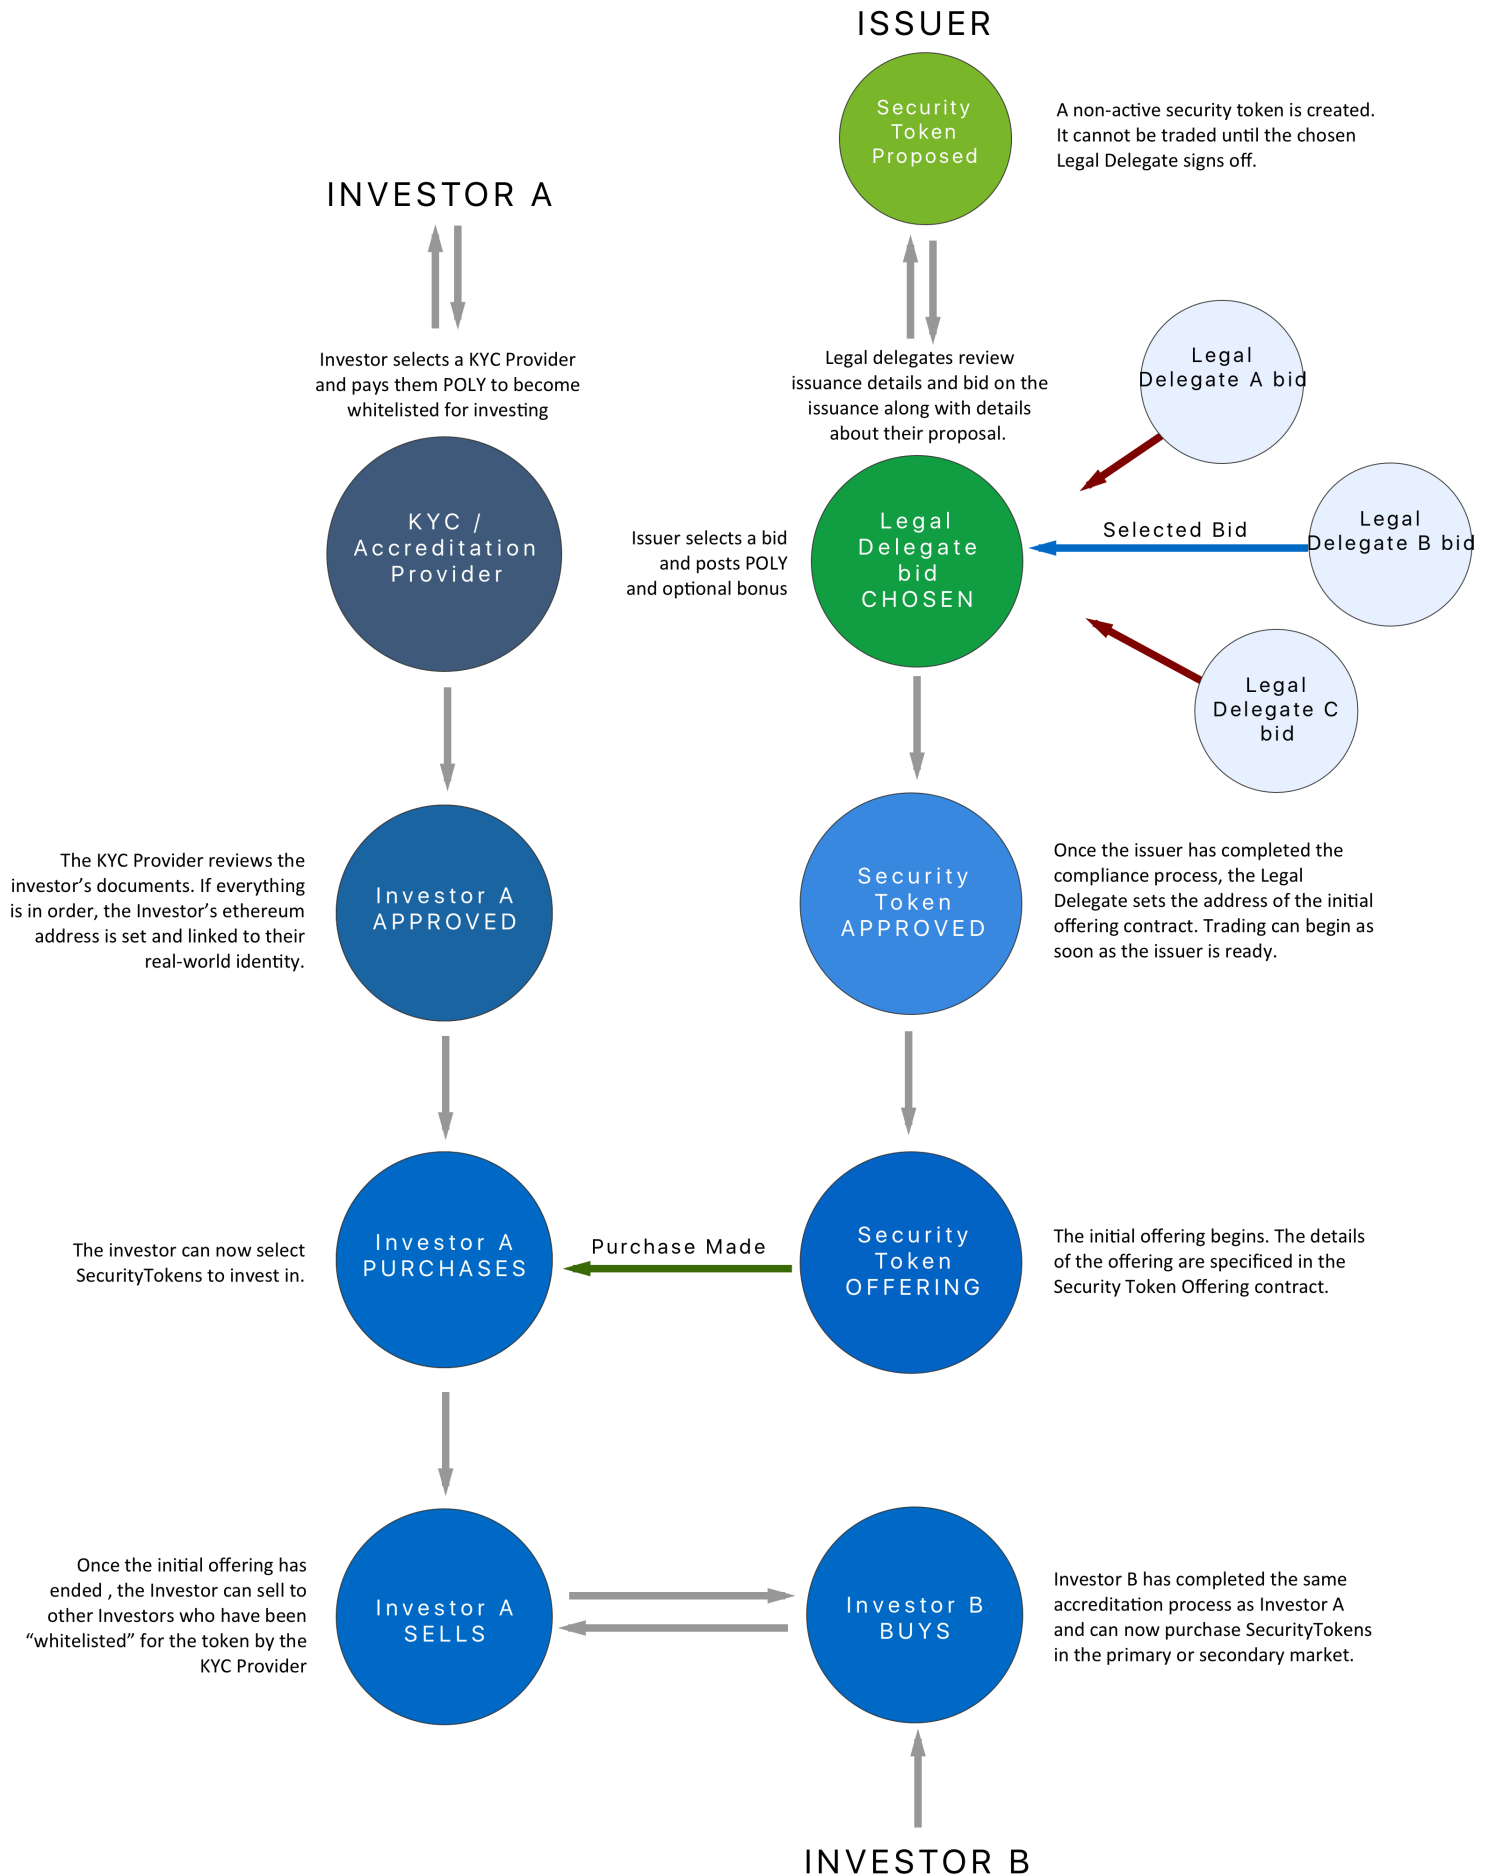 ISSUER
Security
Token
Proposed
A non-active security token is created.
It cannot be traded until the chosen
Legal Delegate signs off.
INVESTOR A
Investor selects a KYC Provider
and pays them POLY to become
whitelisted for investing
Legal delegates review
issuance details and bid on the
issuance along with details
about their proposal.
Legal
Delegate A bid
KYC /
Accreditation
Provider
Issuer selects a bid
and posts POLY
and optional bonus
Legal
Delegate
bid
CHOSEN
Selected Bid
Legal
Delegate B bid
Legal
Delegate C
bid
The KYC Provider reviews the
investor’s documents. If everything
is in order, the Investor’s ethereum
address is set and linked to their
real-world identity.
Investor A
APPROVED
Security
Token
APPROVED
Once the issuer has completed the
compliance process, the Legal
Delegate sets the address of the initial
offering contract. Trading can begin as
soon as the issuer is ready.
The investor can now select
SecurityTokens to invest in.
Investor A
PURCHASES
Purchase Made
Security
Token
OFFERING
The initial offering begins. The details
of the offering are specificed in the
Security Token Offering contract.
Once the initial offering has
ended , the Investor can sell to
other Investors who have been
“whitelisted” for the token by the
KYC Provider
Investor A
SELLS
Investor B
BUYS
Investor B has completed the same
accreditation process as Investor A
and can now purchase SecurityTokens
in the primary or secondary market.
INVESTOR B